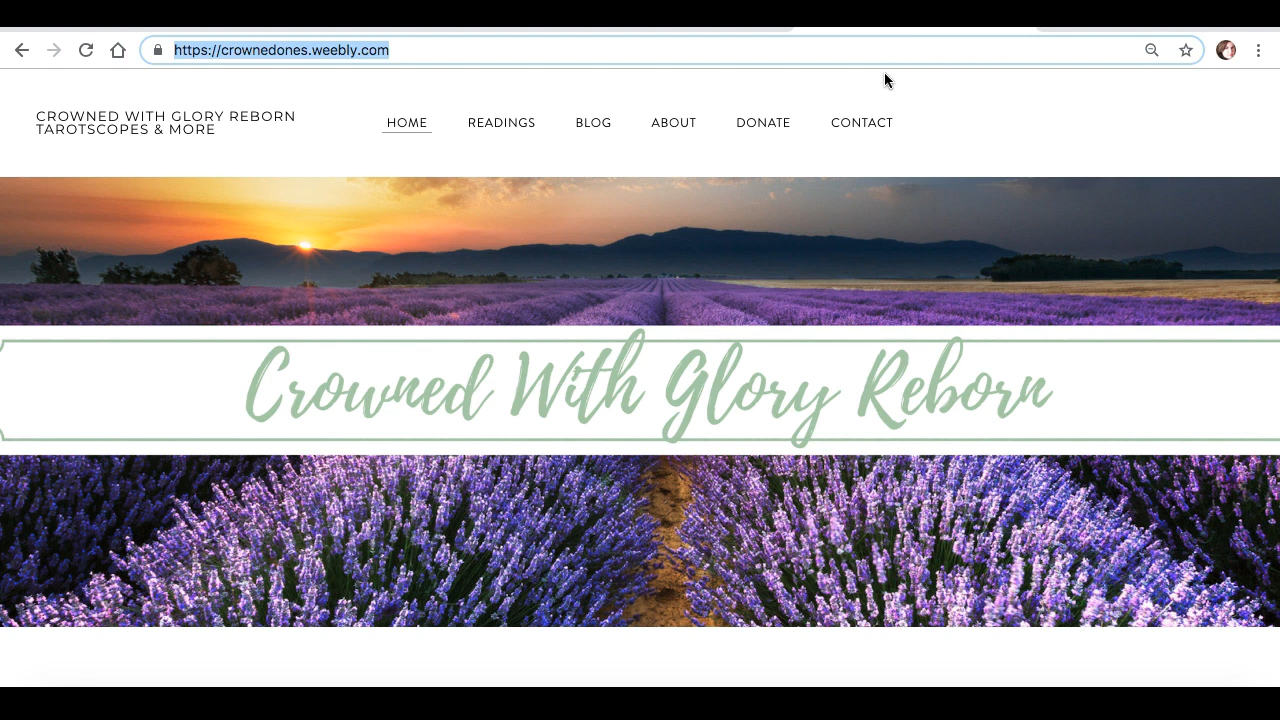 https://crownedones.weebly.com
CROWNED WITH GLORY REBORN
TAROTSCOPES & MORE
HOME READINGS BLOG ABOUT DONATE CONTACT
Crowned With Glory Reborn